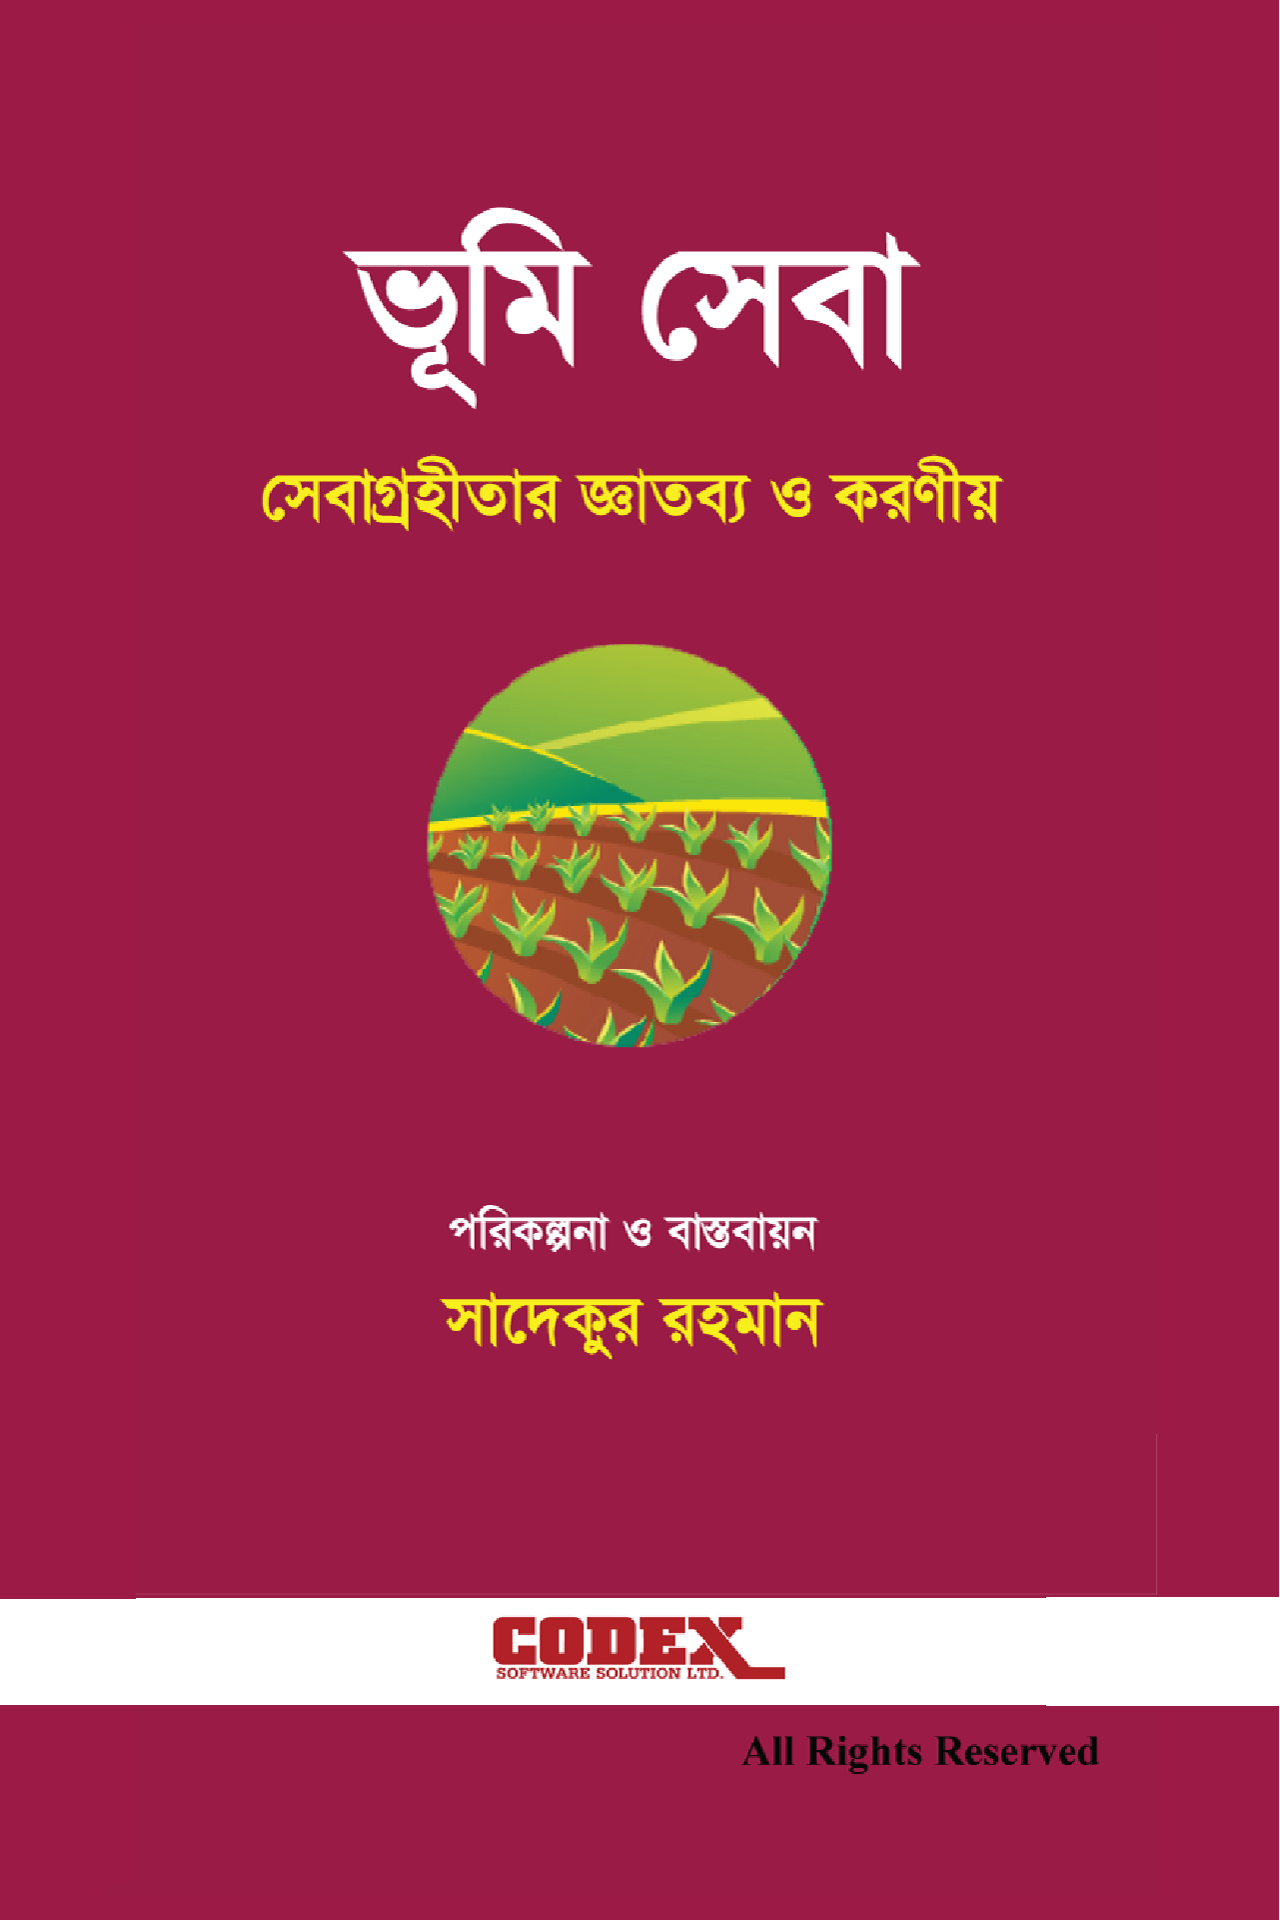 ভূমি সেবা
সেবাগ্রহীতার জ্ঞাতব্য ও করণীয়
পরিকল্পনা ও বাস্তবায়ন
সাদেকুর রহমান
CODEX
SOFTWARE SOLUTION LTD.
All Rights Reserved